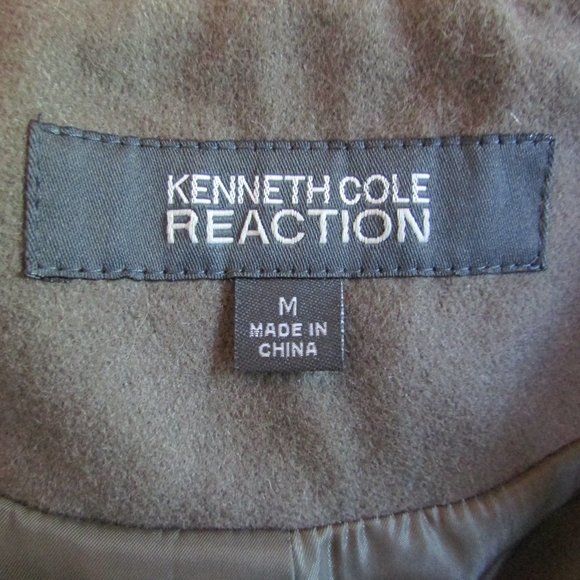 KENNETH COLE
REACTION
M
MADE IN
CHINA